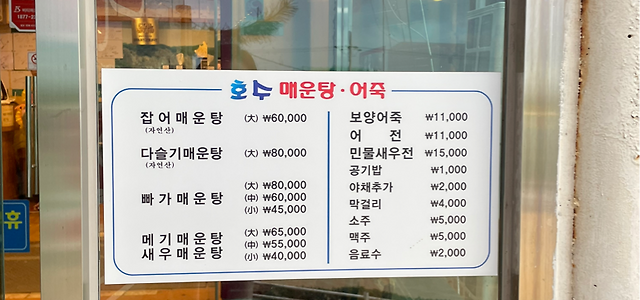 호수 매운탕·어죽
잡어매운탕 (大) ₩60,000
(자연산)
다슬기매운탕 (大) ₩80,000
(자연산)
빠가매운탕 (大) ₩80,000
(中) ₩60,000
(小) ₩45,000
메기매운탕 (大) ₩65,000
새우매운탕 (中) ₩55,000
(小) ₩40,000
보양어죽 ₩11,000
어 전 ₩11,000
민물새우전 ₩15,000
공기밥 ₩1,000
야채추가 ₩2,000
막걸리 ₩4,000
소주 ₩5,000
맥주 ₩5,000
음료수 ₩2,000
휴